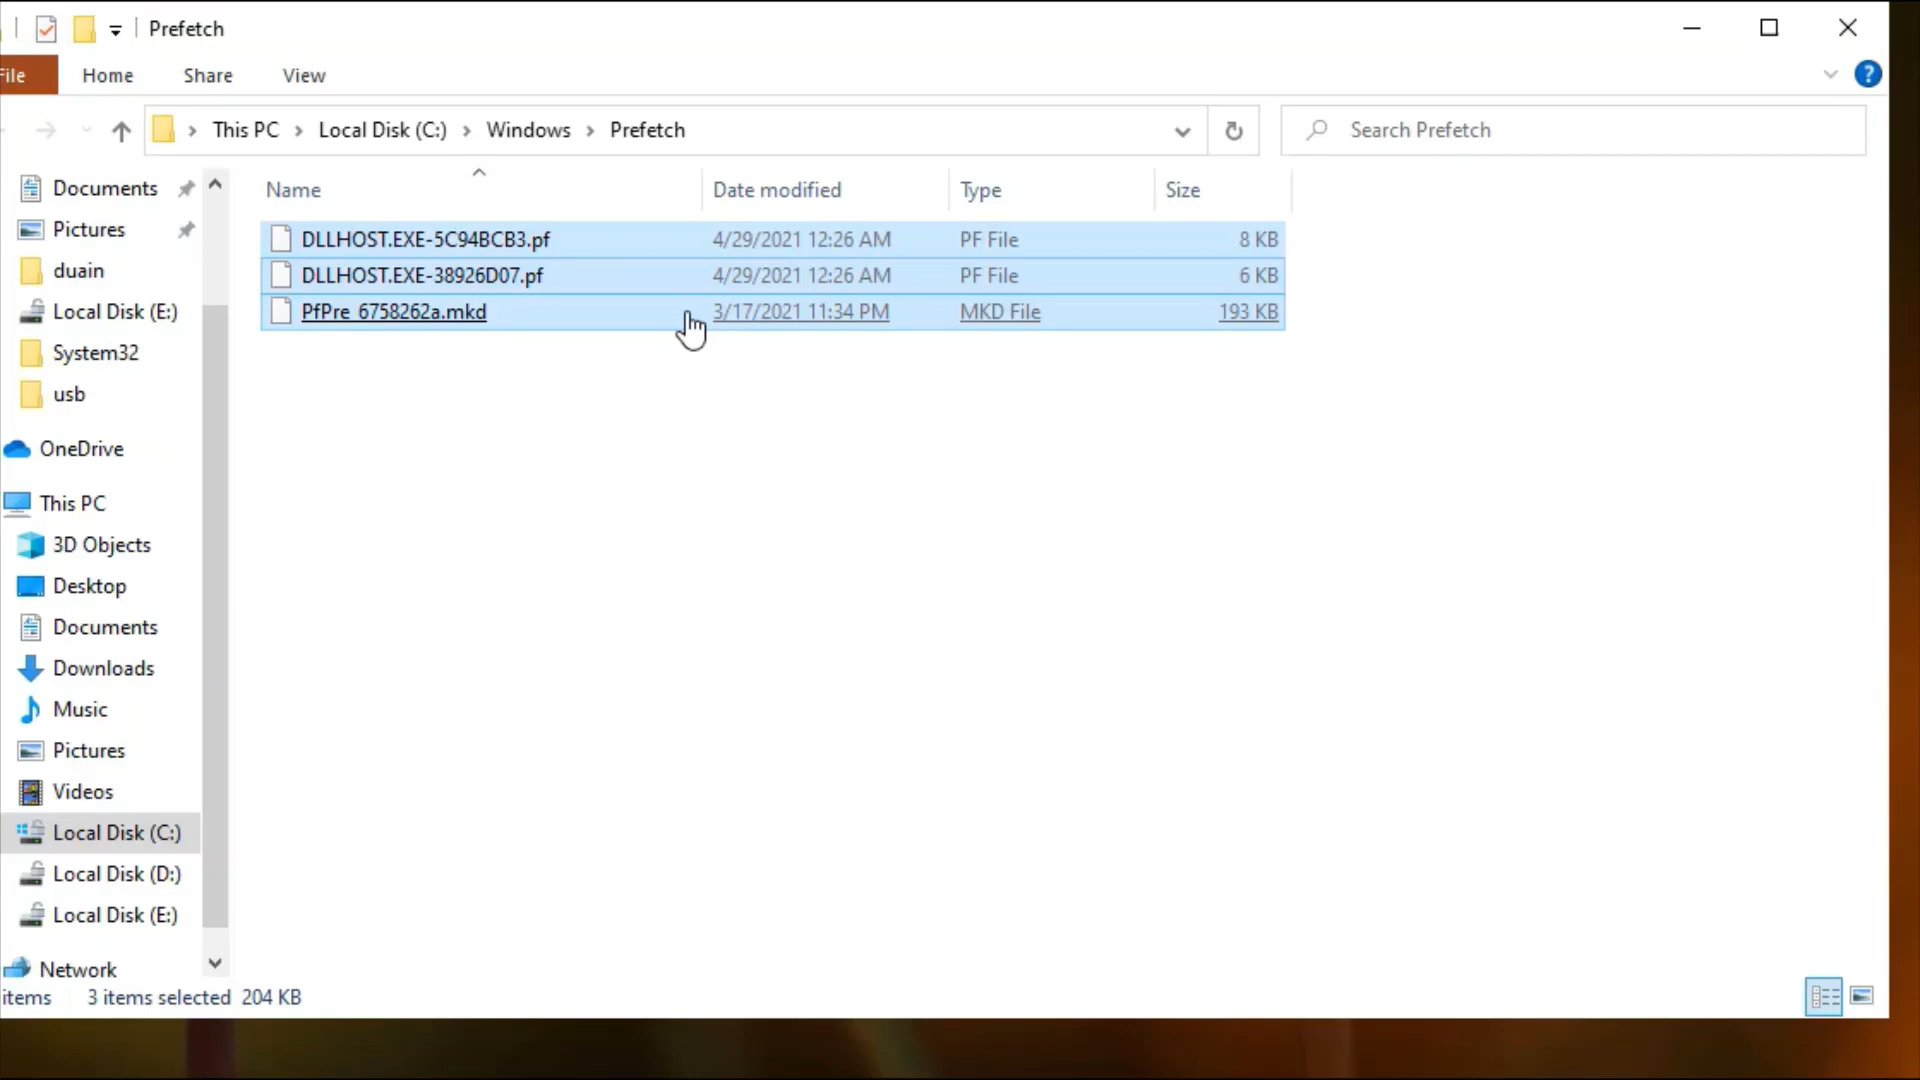 Prefetch
File Home Share View
This PC Local Disk (C:) Windows Prefetch Search Prefetch
Name Date modified Type Size
DLLHOST.EXE-5C94BCB3.pf 4/29/2021 12:26 AM PF File 8 KB
DLLHOST.EXE-38926D07.pf 4/29/2021 12:26 AM PF File 6 KB
PfPre_6758262a.mkd 3/17/2021 11:34 PM MKD File 193 KB
Documents
Pictures
duain
Local Disk (E:)
System32
usb
OneDrive
This PC
3D Objects
Desktop
Documents
Downloads
Music
Pictures
Videos
Local Disk (C:)
Local Disk (D:)
Local Disk (E:)
Network
items 3 items selected 204 KB